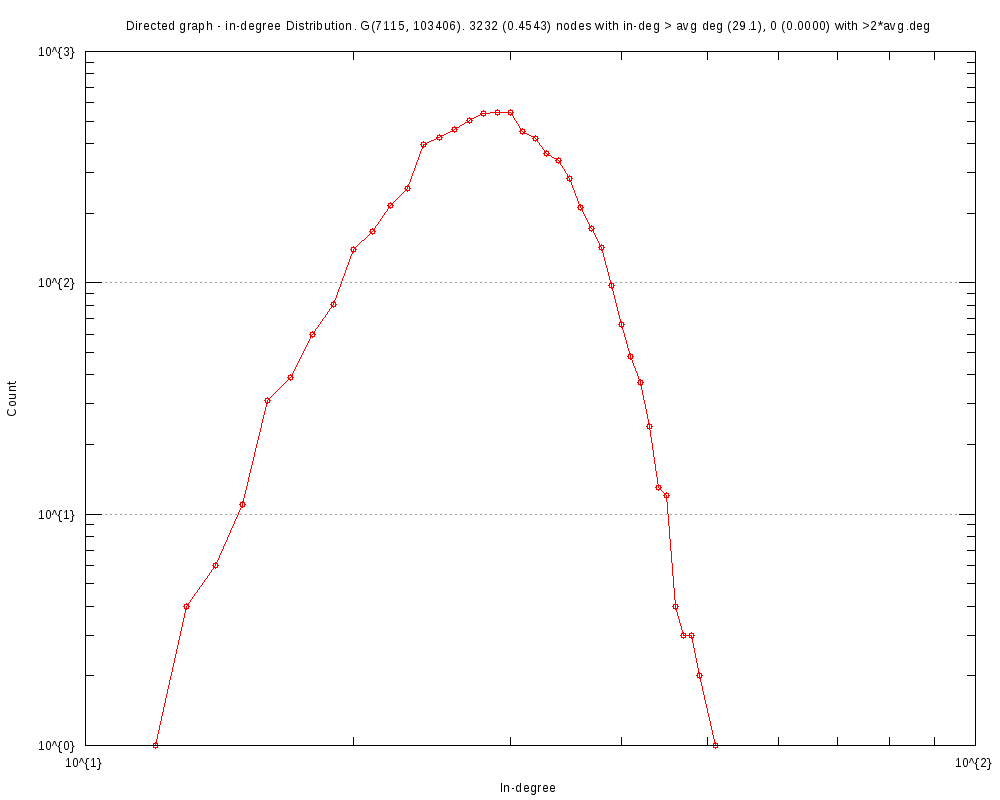 Directed graph - in-degree Distribution. G(7115, 103406). 3232 (0.4543) nodes with in-deg > avg deg (29.1), 0 (0.0000) with >2*avg.deg
10^{3}
10^{2}
Count
10^{1}
10^{0}
10^{1}
10^{2}
In-degree